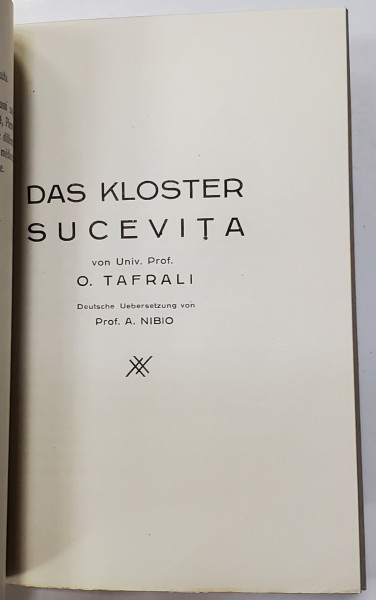 DAS KLOSTER
SUCEVIȚA
von Univ. Prof.
O. TAFRALI
Deutsche Uebersetzung von
Prof. A. NIBIO